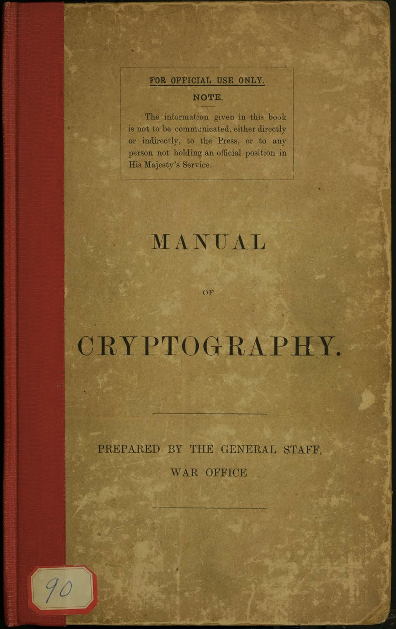 FOR OFFICIAL USE ONLY.
NOTE.
The information given in this book
is not to be communicated, either directly
or indirectly, to the Press, or to any
person not holding an official position in
His Majesty's Service.
MANUAL
OF
CRYPTOGRAPHY.
PREPARED BY THE GENERAL STAFF,
WAR OFFICE
90